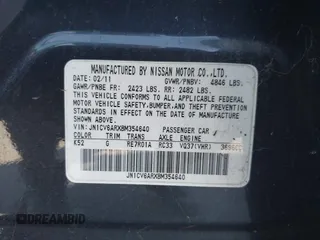 MANUFACTURED BY NISSAN MOTOR CO.,LTD.
DATE: 02/11 GVWR/PNBV: 4846 LBS.
GAWR/PNBE FR: 2423 LBS. RR: 2482 LBS.
THIS VEHICLE CONFORMS TO ALL APPLICABLE
FEDERAL MOTOR VEHICLE SAFETY,
BUMPER, AND THEFT PREVENTION
STANDARDS IN EFFECT ON THE
DATE OF MANUFACTURE
SHOWN ABOVE.
VIN: JN1CV6ARXBM354640 PASSENGER CAR
COLOR TRIM TRANS AXLE ENGINE
K52 G RE7R01A RC33 VQ37(VHR)
JN1CV6ARXBM354640
AUTOBIDMD